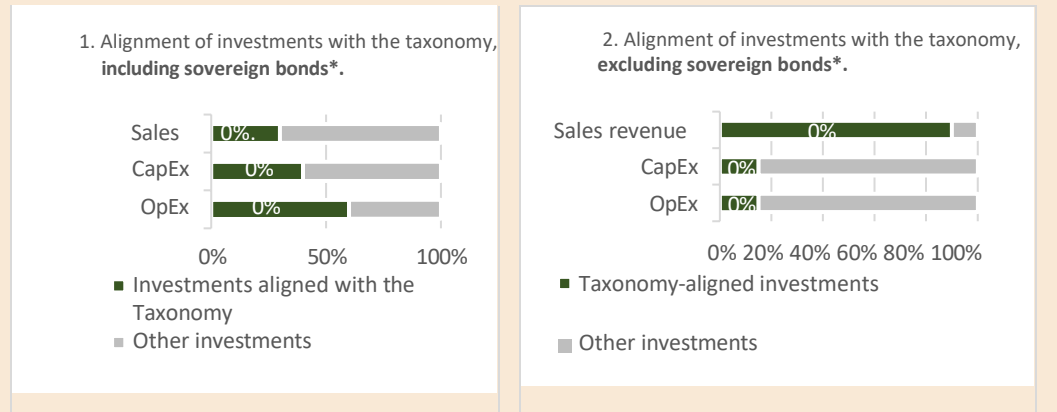 1. Alignment of investments with the taxonomy,
including sovereign bonds*.
Sales
0%.
CapEx
0%
OpEx
0%
0% 50% 100%
Investments aligned with the
Taxonomy
Other investments
2. Alignment of investments with the taxonomy,
excluding sovereign bonds*.
Sales revenue
0%
CapEx
0%
OpEx
0%
0% 20% 40% 60% 80% 100%
Taxonomy-aligned investments
Other investments